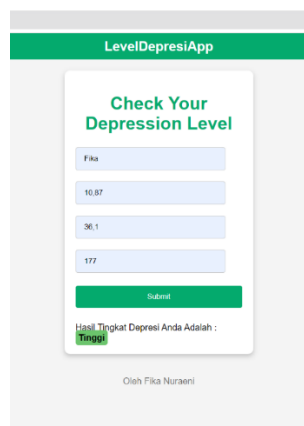 LevelDepresiApp
Check Your
Depression Level
Fika
10,87
36,1
177
Submit
Hasil Tingkat Depresi Anda Adalah :
Tinggi
Oleh Fika Nuraeni